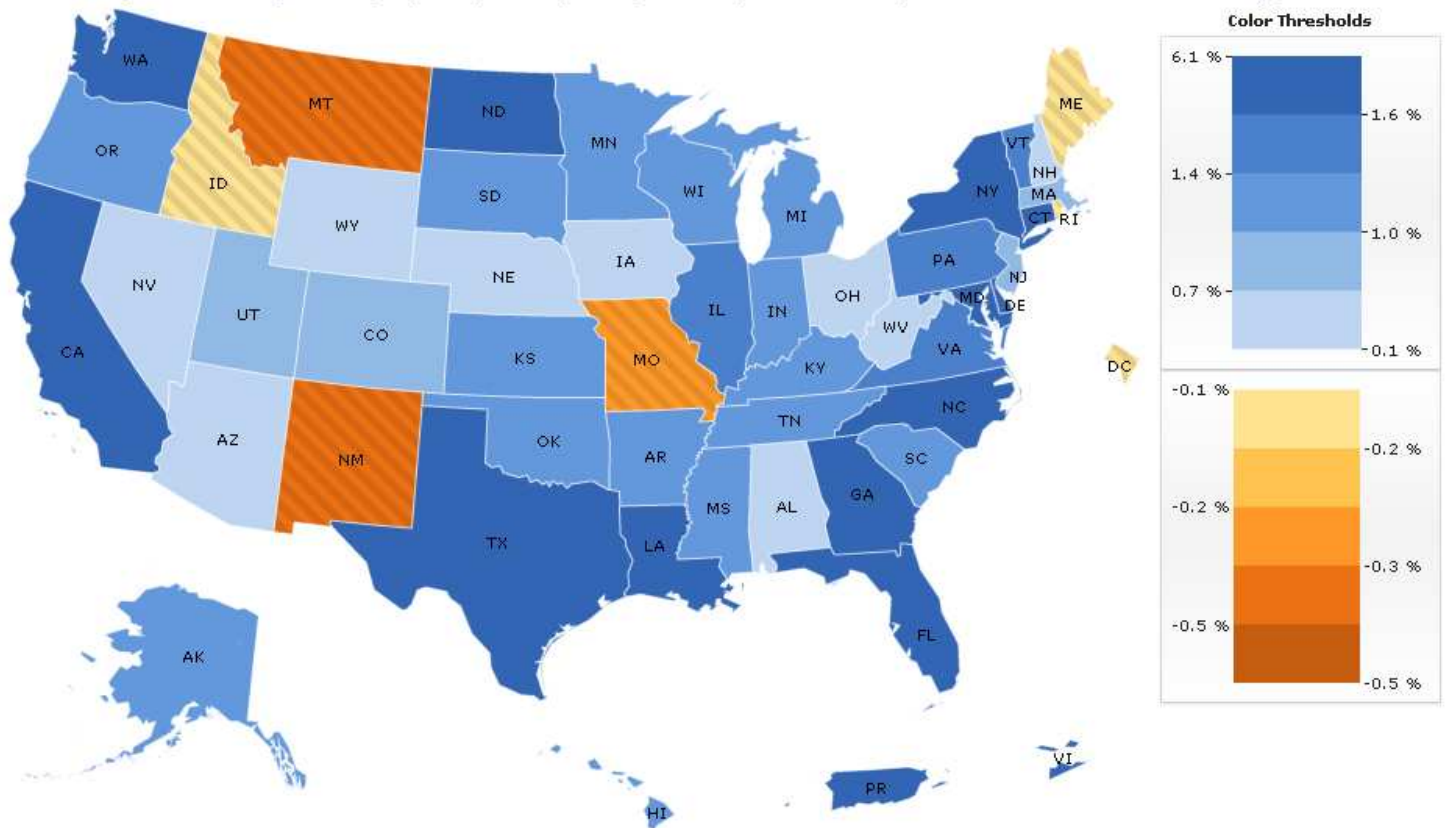 Color Thresholds
6.1 %
1.6 %
1.4 %
1.0 %
0.7 %
0.1 %
-0.1 %
-0.2 %
-0.2 %
-0.3 %
-0.5 %
-0.5 %
WA
MT
ND
MN
ME
OR
ID
SD
WI
MI
VT
NH
NY
MA
CT
RI
WY
NV
NE
IA
PA
NJ
UT
CO
IL
IN
OH
MD
DE
WV
CA
KS
MO
KY
VA
DC
AZ
NM
OK
AR
TN
NC
SC
MS
AL
GA
TX
LA
FL
AK
HI
PR
VI